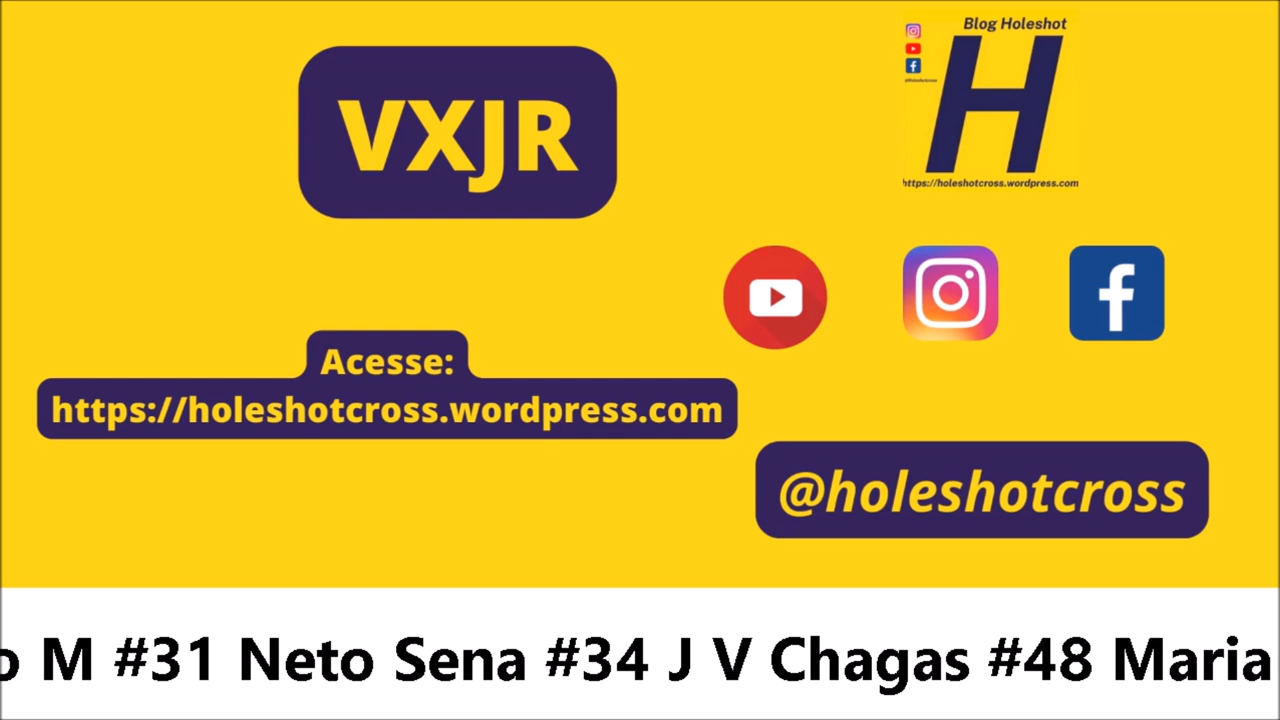 Blog Holeshot
H
@holeshotcross
https://holeshotcross.wordpress.com
VXJR
Acesse:
https://holeshotcross.wordpress.com
@holeshotcross
o M #31 Neto Sena #34 J V Chagas #48 Maria